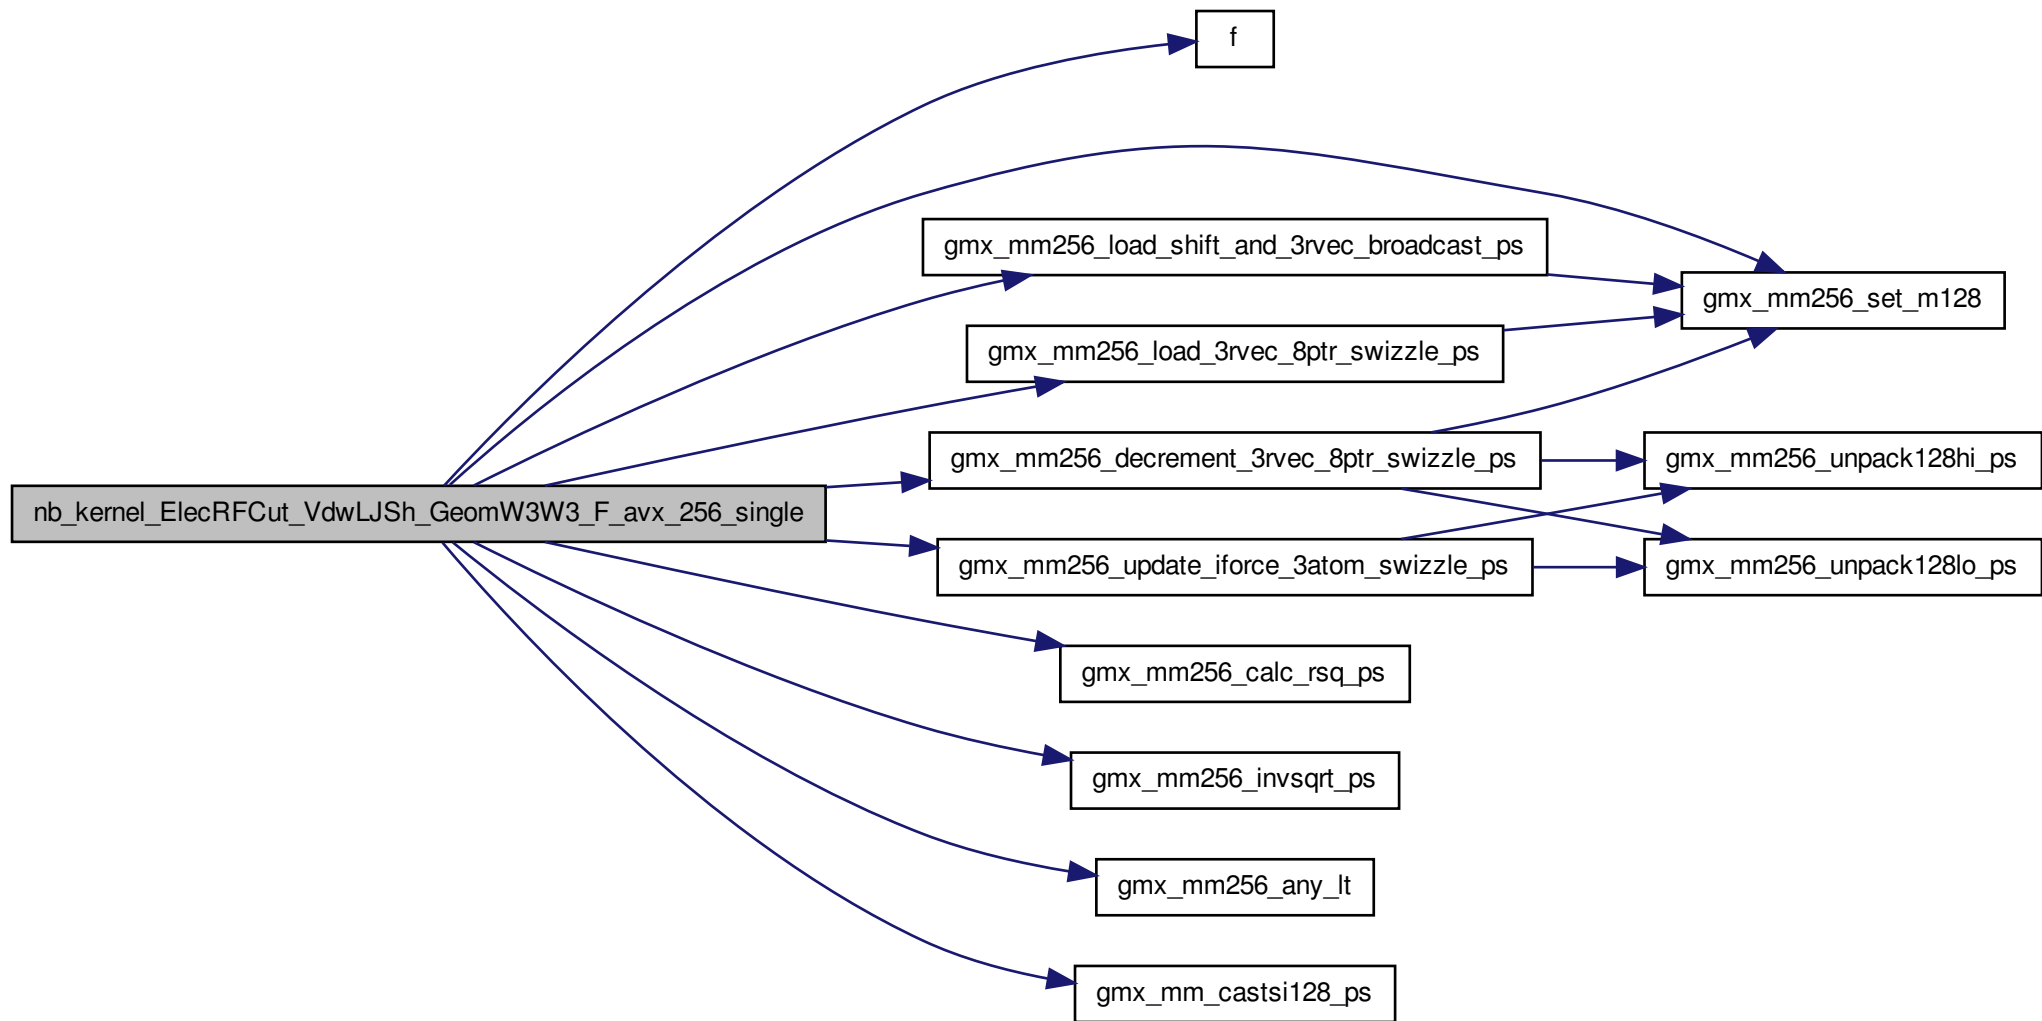 f
gmx_mm256_load_shift_and_3rvec_broadcast_ps
gmx_mm256_set_m128
gmx_mm256_load_3rvec_8ptr_swizzle_ps
gmx_mm256_decrement_3rvec_8ptr_swizzle_ps
gmx_mm256_unpack128hi_ps
nb_kernel_ElecRFCut_VdwLJSh_GeomW3W3_F_avx_256_single
gmx_mm256_update_iforce_3atom_swizzle_ps
gmx_mm256_unpack128lo_ps
gmx_mm256_calc_rsq_ps
gmx_mm256_invsqrt_ps
gmx_mm256_any_lt
gmx_mm_castsi128_ps